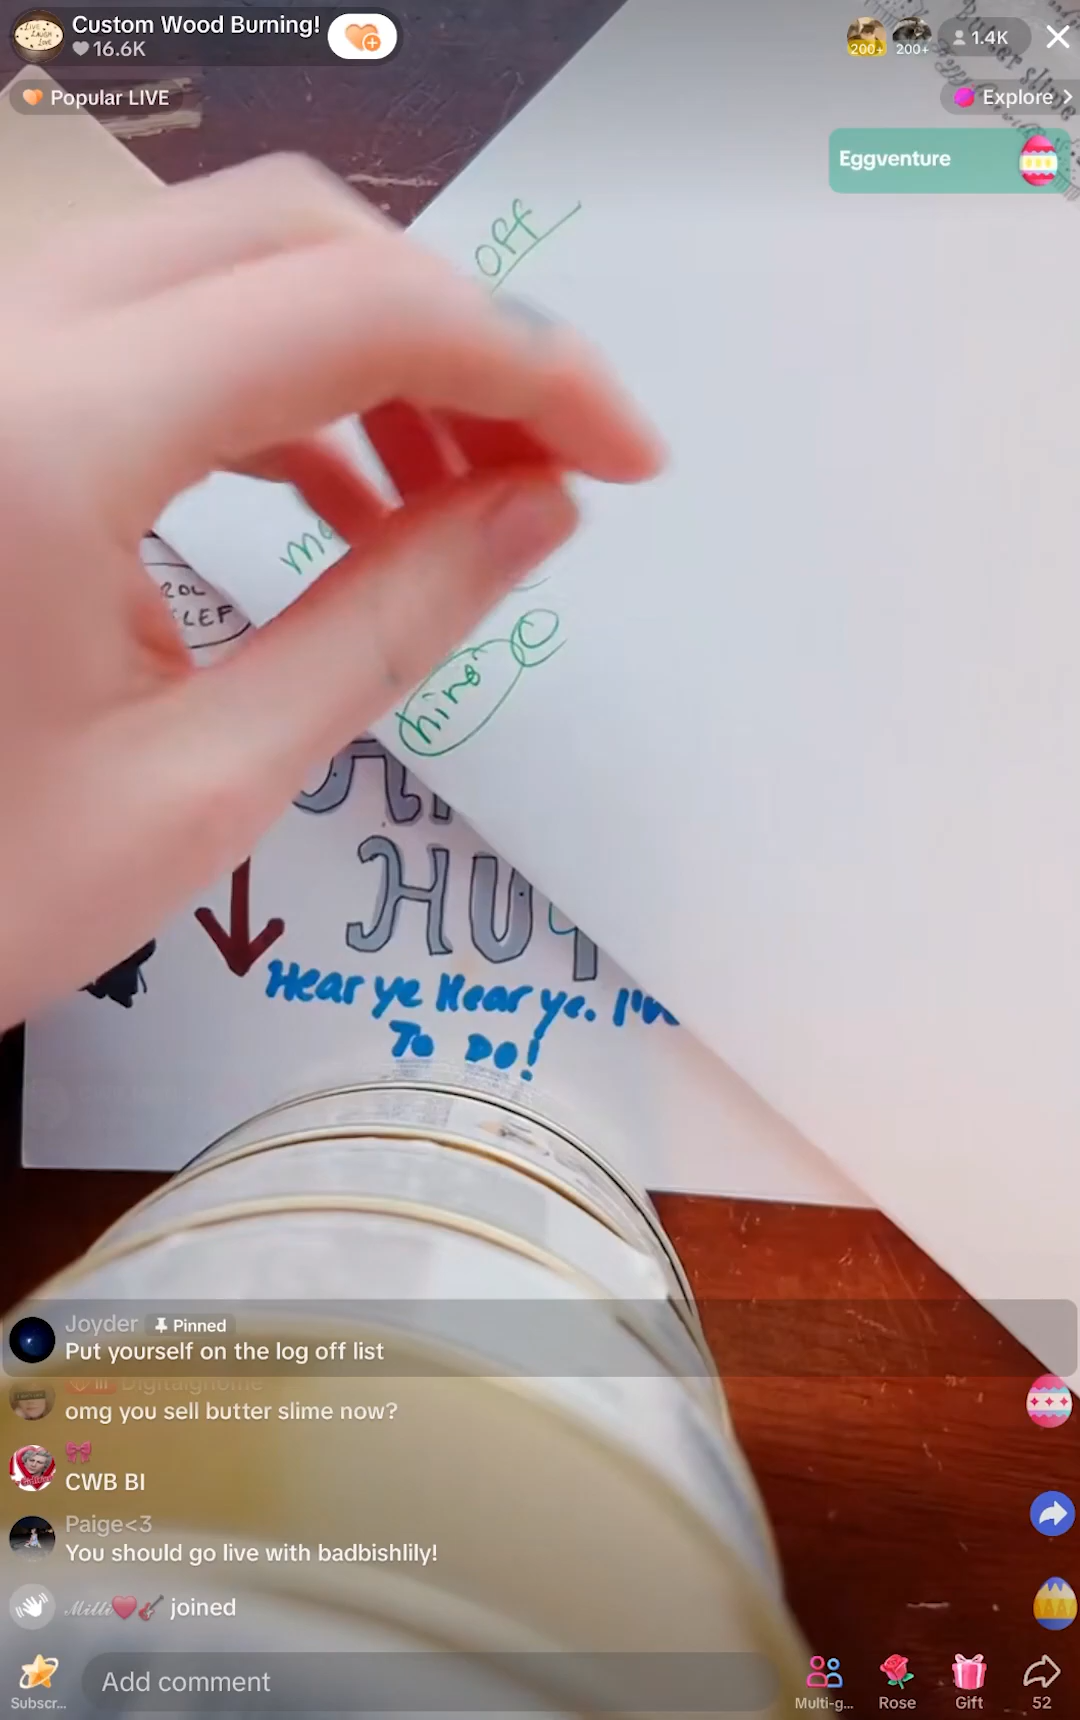 Custom Wood Burning!
16.6K
200+
200+
1.4K
Popular LIVE
Explore
Eggventure
OFF
HU
Hear ye Hear ye. I'm
TO DO!
Joyder Pinned
Put yourself on the log off list
omg you sell butter slime now?
CWB BI
Paige<3
You should go live with badbishlily!
Milli joined
Add comment
Subscr...
Multi-g...
Rose
Gift
52